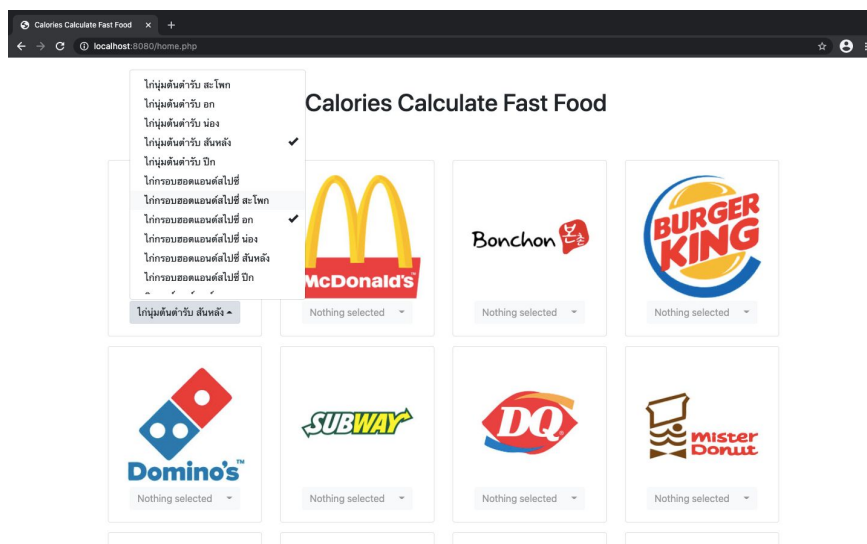 Calories Calculate Fast Food
localhost:8080/home.php
Calories Calculate Fast Food
ไก่นุ่มต้นตำรับ สะโพก
ไก่นุ่มต้นตำรับ อก
ไก่นุ่มต้นตำรับ น่อง
ไก่นุ่มต้นตำรับ สันหลัง
ไก่นุ่มต้นตำรับ ปีก
ไก่กรอบฮอตแอนด์สไปซี่
ไก่กรอบฮอตแอนด์สไปซี่ สะโพก
ไก่กรอบฮอตแอนด์สไปซี่ อก
ไก่กรอบฮอตแอนด์สไปซี่ น่อง
ไก่กรอบฮอตแอนด์สไปซี่ สันหลัง
ไก่กรอบฮอตแอนด์สไปซี่ ปีก
ไก่นุ่มต้นตำรับ สันหลัง
McDonald's
Nothing selected
Bonchon 본촌
Nothing selected
BURGER
KING
Nothing selected
Domino's™
Nothing selected
SUBWAY
Nothing selected
DQ
Nothing selected
mister
Donut
Nothing selected